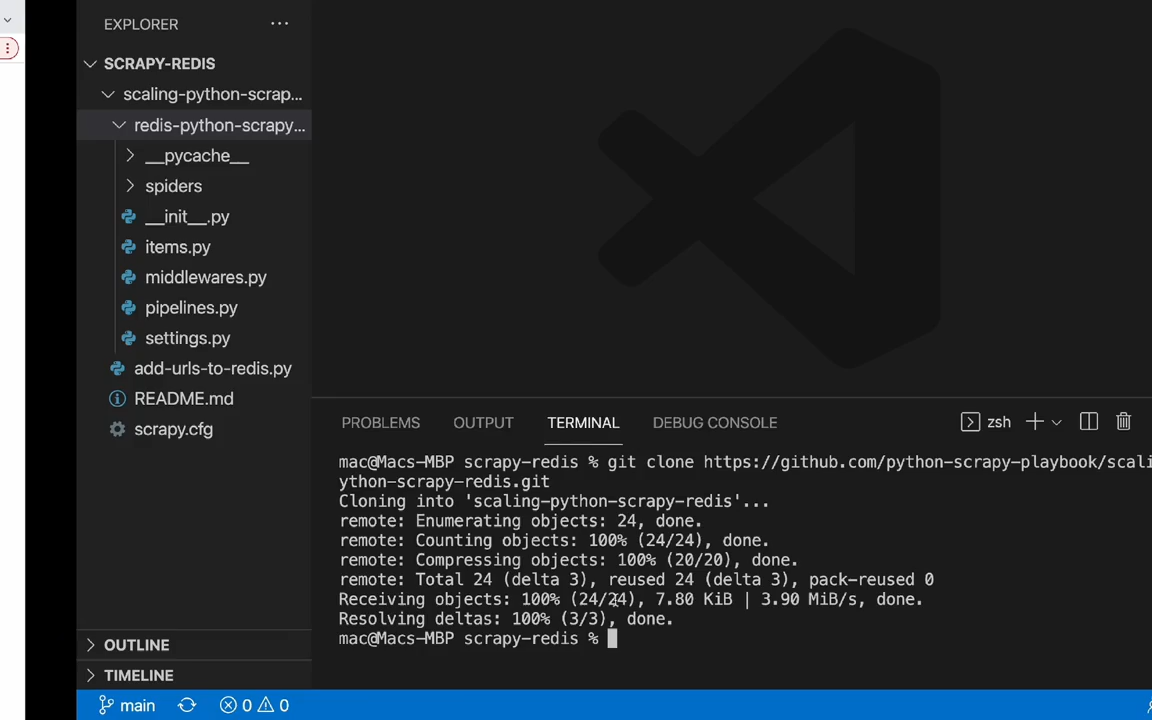 EXPLORER
SCRAPY-REDIS
scaling-python-scrap...
redis-python-scrapy...
__pycache__
spiders
__init__.py
items.py
middlewares.py
pipelines.py
settings.py
add-urls-to-redis.py
README.md
scrapy.cfg
OUTLINE
TIMELINE
PROBLEMS OUTPUT TERMINAL DEBUG CONSOLE zsh
mac@Macs-MBP scrapy-redis % git clone https://github.com/python-scrapy-playbook/scali
ython-scrapy-redis.git
Cloning into 'scaling-python-scrapy-redis'...
remote: Enumerating objects: 24, done.
remote: Counting objects: 100% (24/24), done.
remote: Compressing objects: 100% (20/20), done.
remote: Total 24 (delta 3), reused 24 (delta 3), pack-reused 0
Receiving objects: 100% (24/24), 7.80 KiB | 3.90 MiB/s, done.
Resolving deltas: 100% (3/3), done.
mac@Macs-MBP scrapy-redis %
main 0 0